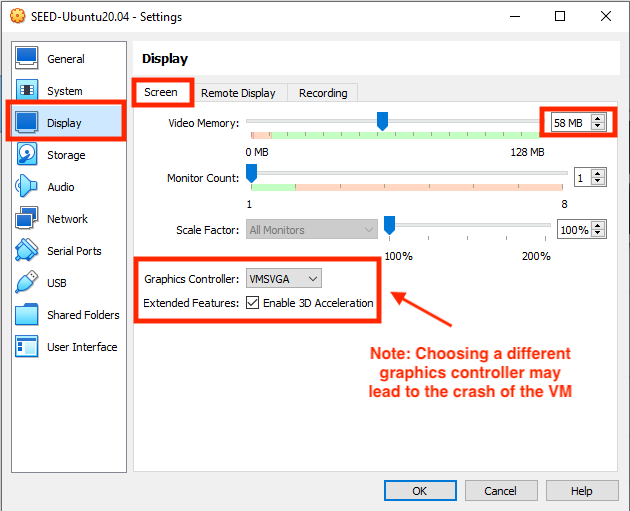 SEED-Ubuntu20.04 - Settings
General
System
Display
Storage
Audio
Network
Serial Ports
USB
Shared Folders
User Interface
Display
Screen
Remote Display
Recording
Video Memory:
58 MB
0 MB
128 MB
Monitor Count:
1
1
8
Scale Factor:
All Monitors
100%
100%
200%
Graphics Controller:
VMSVGA
Extended Features:
Enable 3D Acceleration
Note: Choosing a different
graphics controller may
lead to the crash of the VM
OK
Cancel
Help